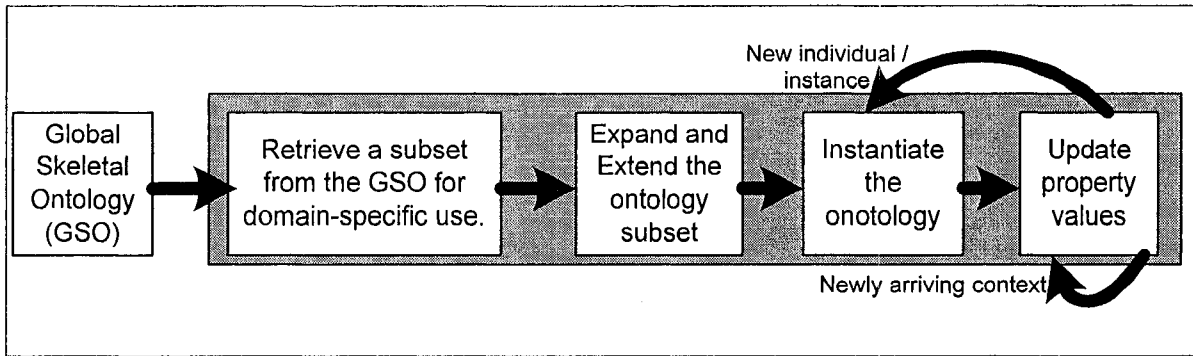 New individual /
instance
Global
Skeletal
Ontology
(GSO)
Retrieve a subset
from the GSO for
domain-specific use.
Expand and
Extend the
ontology
subset
Instantiate
the
onotology
Update
property
values
Newly arriving context